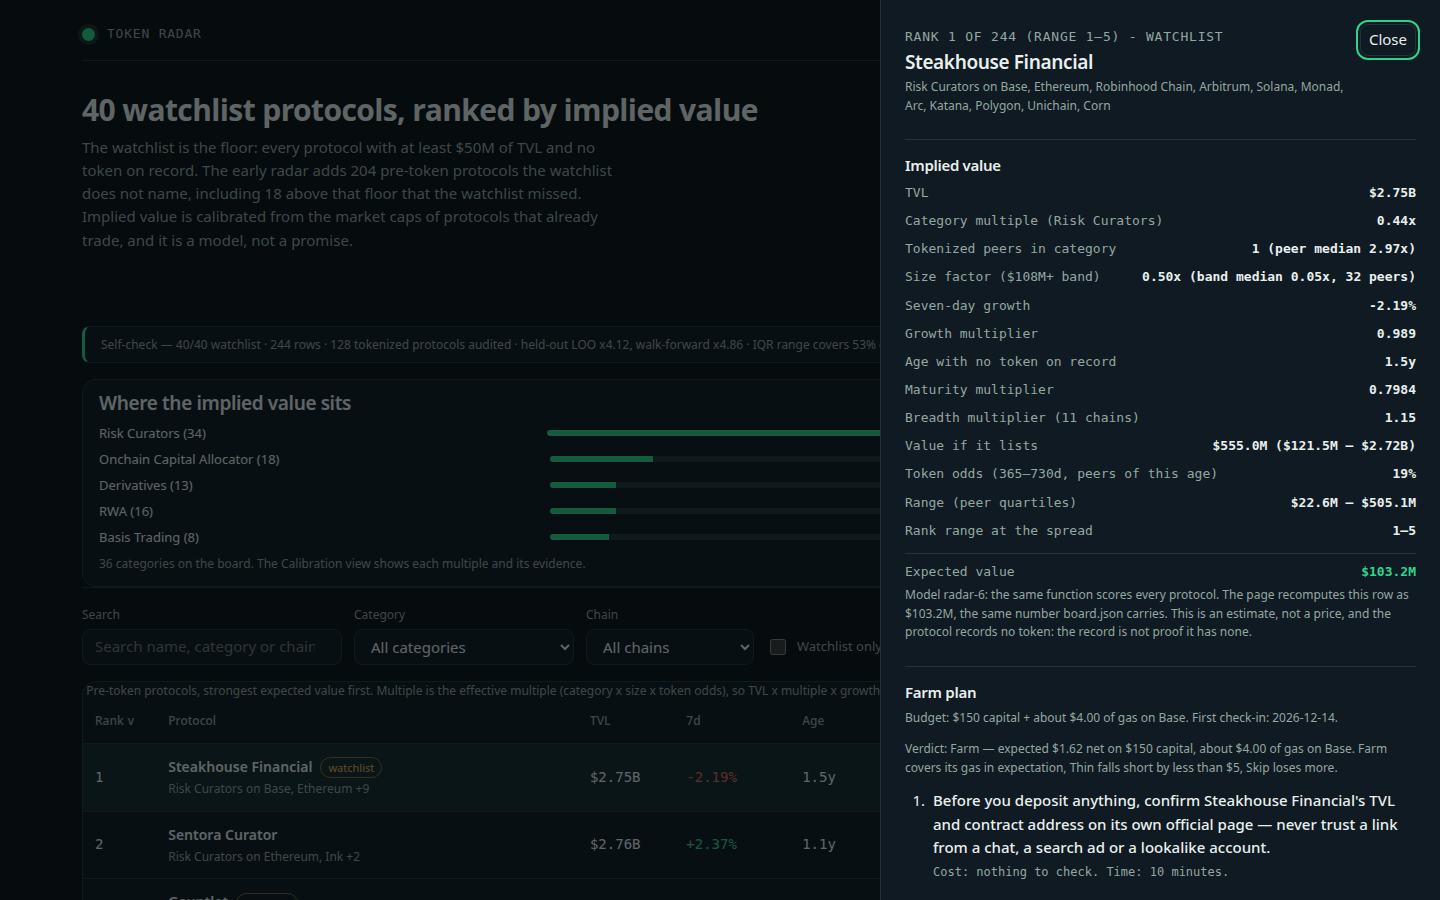 TOKEN RADAR
40 watchlist protocols, ranked by implied value
The watchlist is the floor: every protocol with at least $50M of TVL and no
token on record. The early radar adds 204 pre-token protocols the watchlist
does not name, including 18 above that floor that the watchlist missed.
Implied value is calibrated from the market caps of protocols that already
trade, and it is a model, not a promise.
Self-check — 40/40 watchlist · 244 rows · 128 tokenized protocols audited · held-out LOO x4.12, walk-forward x4.86 · IQR range covers 53%
Where the implied value sits
Risk Curators (34)
Onchain Capital Allocator (18)
Derivatives (13)
RWA (16)
Basis Trading (8)
36 categories on the board. The Calibration view shows each multiple and its evidence.
Search
Category
Chain
Search name, category or chain
All categories
All chains
Watchlist only
Pre-token protocols, strongest expected value first. Multiple is the effective multiple (category x size x token odds), so TVL x multiple x growth
Rank v
Protocol
TVL
7d
Age
1
Steakhouse Financial
watchlist
Risk Curators on Base, Ethereum +9
$2.75B
-2.19%
1.5y
2
Sentora Curator
Risk Curators on Ethereum, Ink +2
$2.76B
+2.37%
1.1y
RANK 1 OF 244 (RANGE 1–5) - WATCHLIST
Close
Steakhouse Financial
Risk Curators on Base, Ethereum, Robinhood Chain, Arbitrum, Solana, Monad,
Arc, Katana, Polygon, Unichain, Corn
Implied value
TVL $2.75B
Category multiple (Risk Curators) 0.44x
Tokenized peers in category 1 (peer median 2.97x)
Size factor ($108M+ band) 0.50x (band median 0.05x, 32 peers)
Seven-day growth -2.19%
Growth multiplier 0.989
Age with no token on record 1.5y
Maturity multiplier 0.7984
Breadth multiplier (11 chains) 1.15
Value if it lists $555.0M ($121.5M – $2.72B)
Token odds (365–730d, peers of this age) 19%
Range (peer quartiles) $22.6M – $505.1M
Rank range at the spread 1–5
Expected value $103.2M
Model radar-6: the same function scores every protocol. The page recomputes this row as
$103.2M, the same number board.json carries. This is an estimate, not a price, and the
protocol records no token: the record is not proof it has none.
Farm plan
Budget: $150 capital + about $4.00 of gas on Base. First check-in: 2026-12-14.
Verdict: Farm — expected $1.62 net on $150 capital, about $4.00 of gas on Base. Farm
covers its gas in expectation, Thin falls short by less than $5, Skip loses more.
1. Before you deposit anything, confirm Steakhouse Financial's TVL
and contract address on its own official page — never trust a link
from a chat, a search ad or a lookalike account.
Cost: nothing to check. Time: 10 minutes.